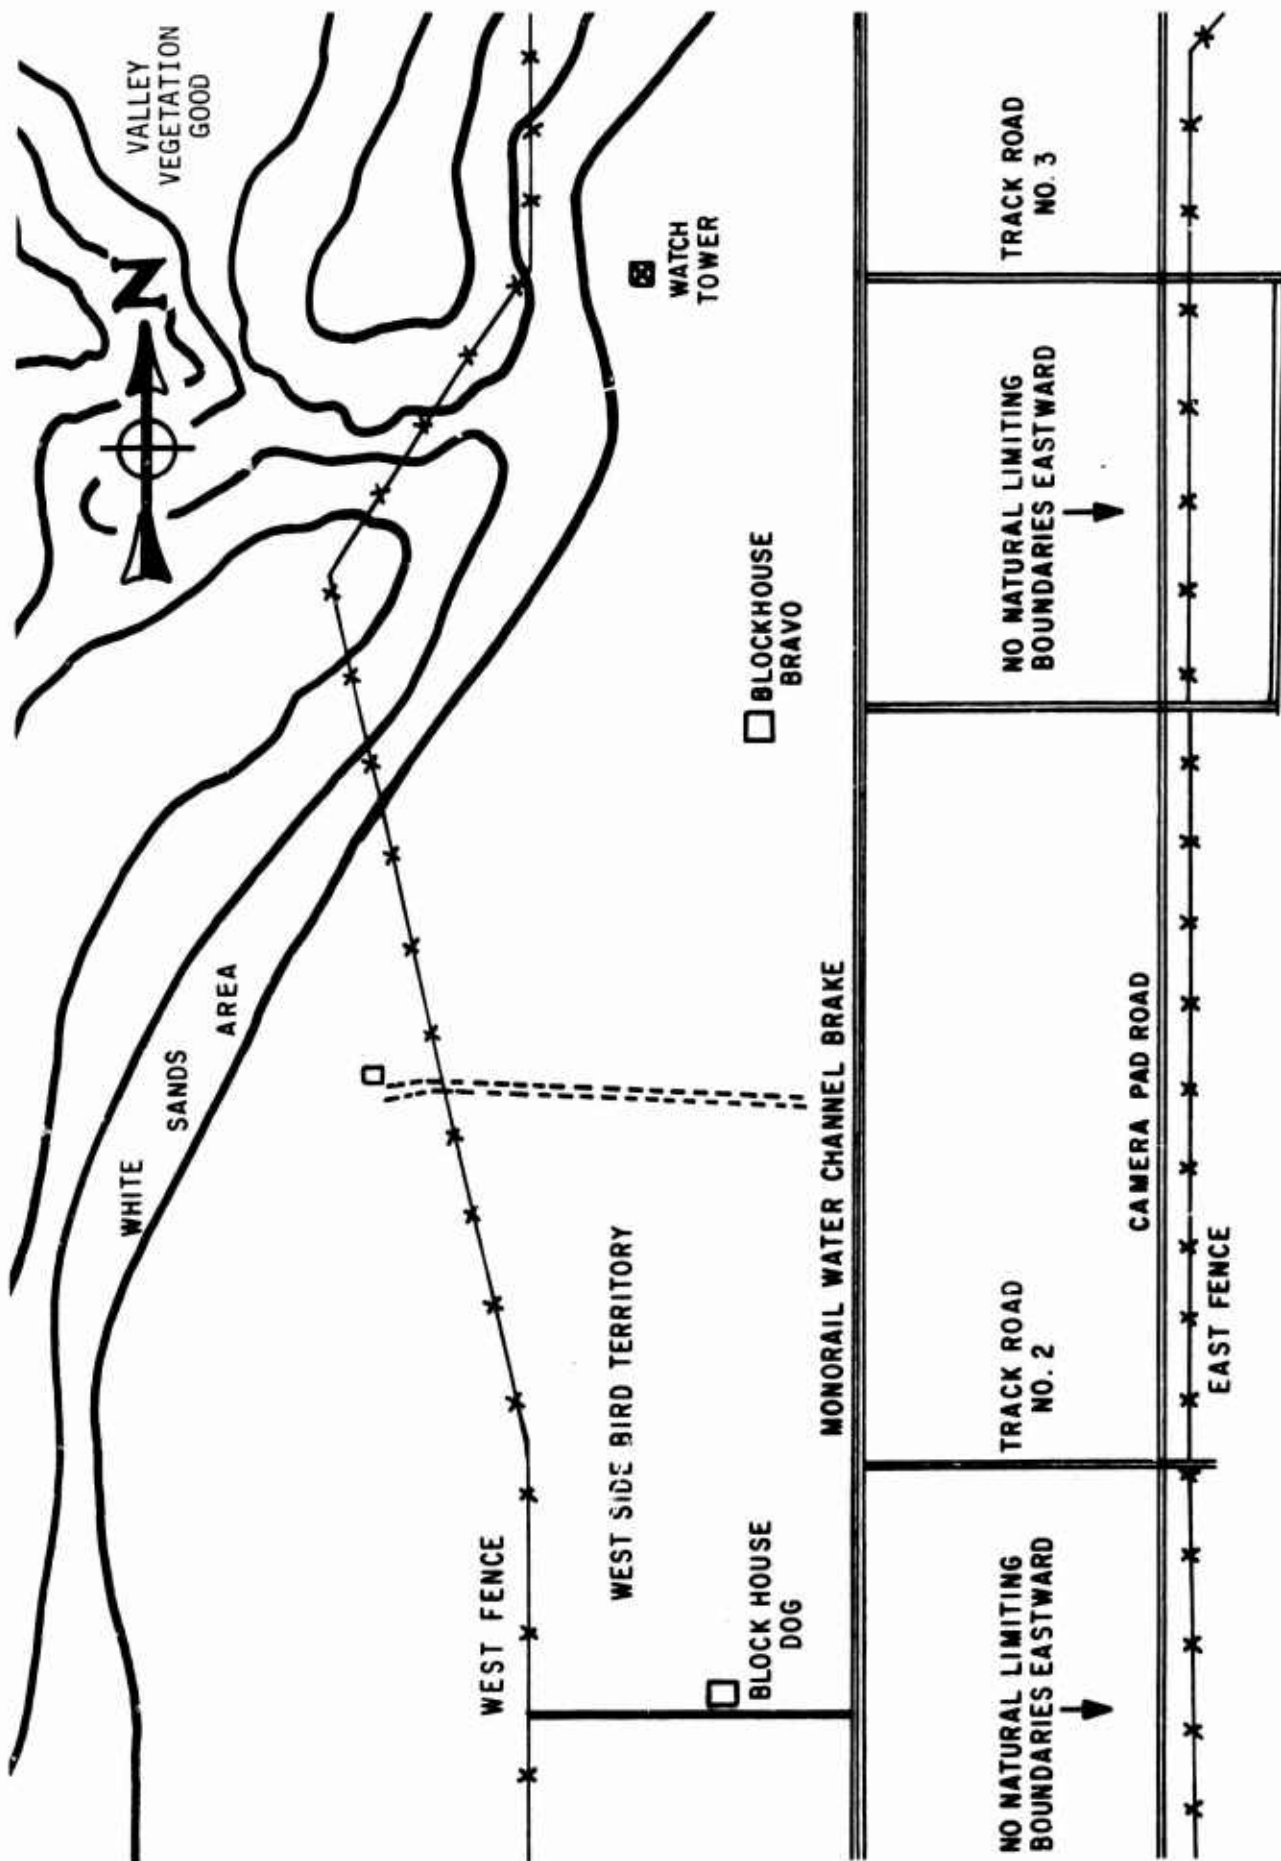 VALLEY
VEGETATION
GOOD
N
WHITE
SANDS
AREA
WATCH
TOWER
WEST FENCE
WEST SIDE BIRD TERRITORY
BLOCKHOUSE
BRAVO
BLOCK HOUSE
DOG
MONORAIL WATER CHANNEL BRAKE
NO NATURAL LIMITING
BOUNDARIES EASTWARD
TRACK ROAD
NO. 2
NO NATURAL LIMITING
BOUNDARIES EASTWARD
TRACK ROAD
NO. 3
CAMERA PAD ROAD
EAST FENCE